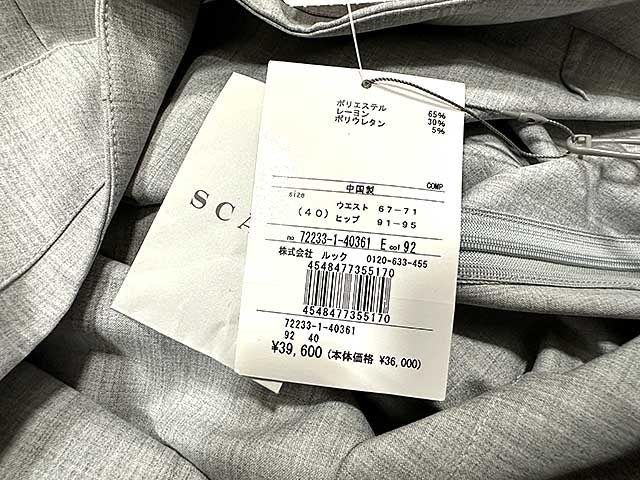 SCA
ポリエステル 65%
レーヨン 30%
ポリウレタン 5%
中国製 COMP
size ウエスト 67-71
(40) ヒップ 91-95
no 72233-1-40361 E col 92
株式会社 ルック 0120-633-455
4548477355170
4548477355170
72233-1-40361
92 40
¥39,600 (本体価格 ¥36,000)